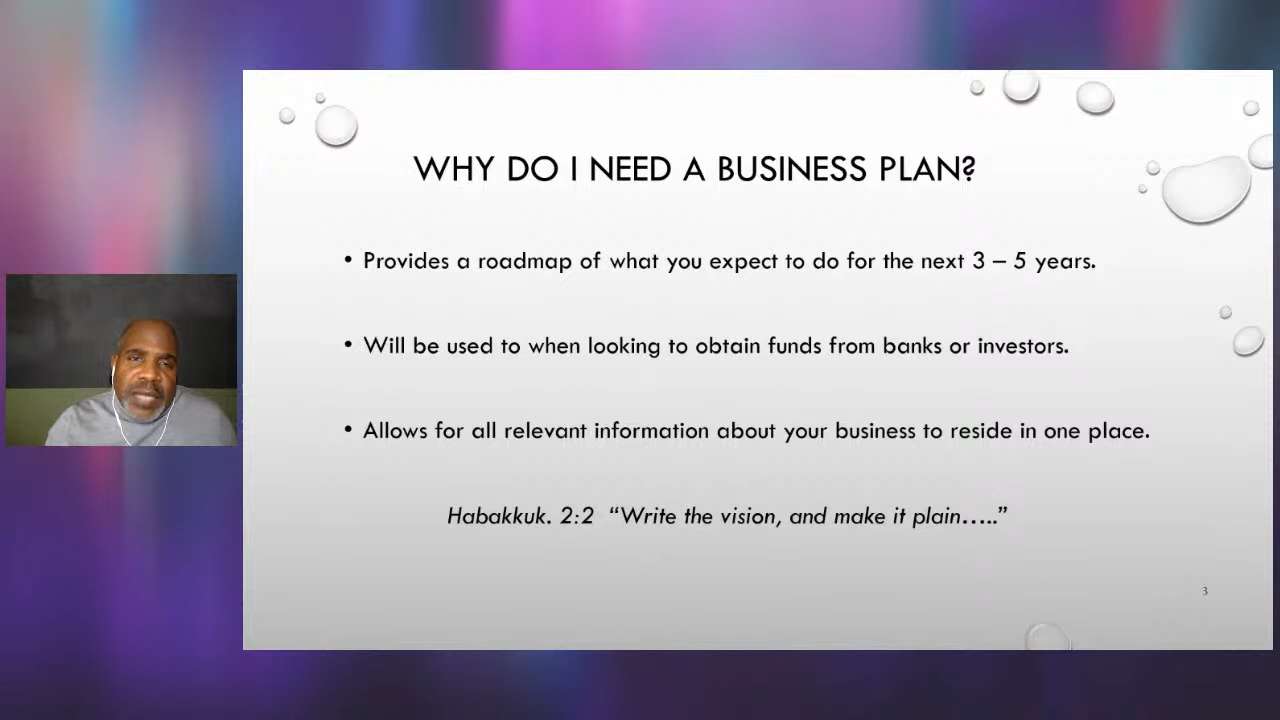 WHY DO I NEED A BUSINESS PLAN?
• Provides a roadmap of what you expect to do for the next 3 – 5 years.
• Will be used to when looking to obtain funds from banks or investors.
• Allows for all relevant information about your business to reside in one place.
Habakkuk. 2:2 “Write the vision, and make it plain…..”
3